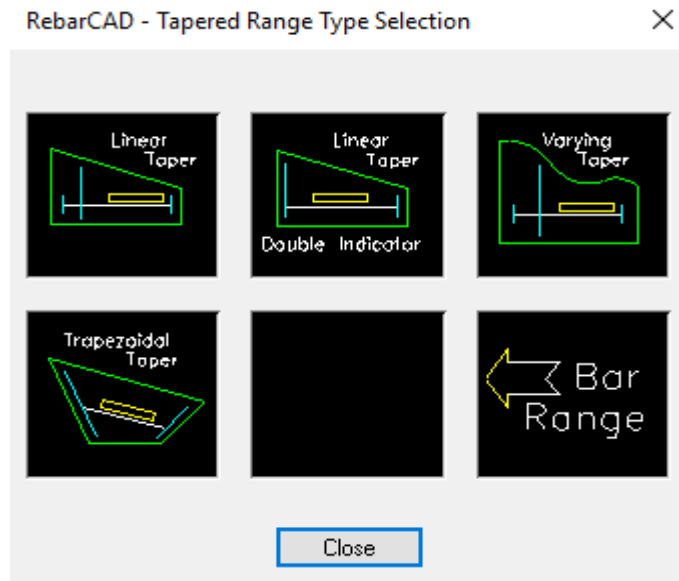 RebarCAD - Tapered Range Type Selection
Linear
Taper
Linear
Taper
Double Indicator
Varying
Taper
Trapezoidal
Taper
Bar
Range
Close